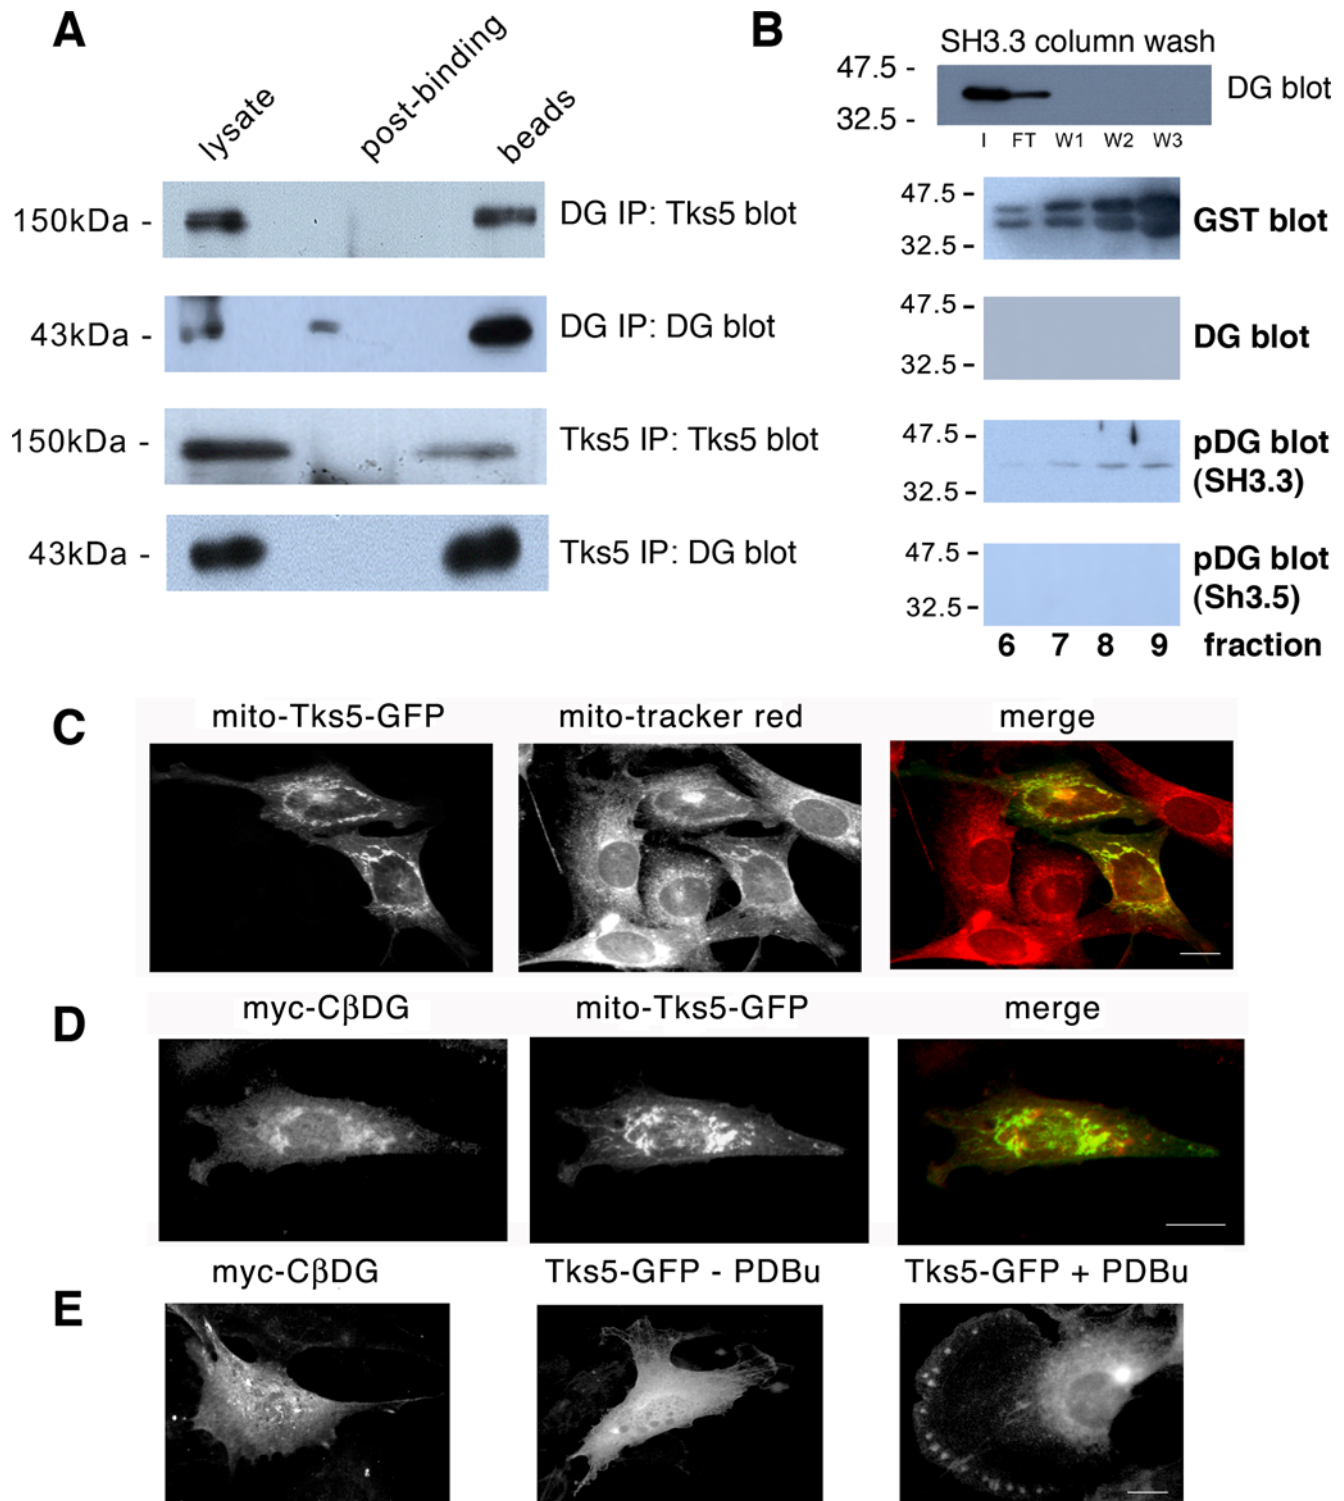 A
lysate
post-binding
beads
150kDa -
DG IP: Tks5 blot
43kDa -
DG IP: DG blot
150kDa -
Tks5 IP: Tks5 blot
43kDa -
Tks5 IP: DG blot
B
SH3.3 column wash
47.5 -
32.5 -
DG blot
I FT W1 W2 W3
47.5 -
32.5 -
GST blot
47.5 -
32.5 -
DG blot
47.5 -
32.5 -
pDG blot
(SH3.3)
47.5 -
32.5 -
pDG blot
(Sh3.5)
6 7 8 9 fraction
C
mito-Tks5-GFP
mito-tracker red
merge
D
myc-CβDG
mito-Tks5-GFP
merge
E
myc-CβDG
Tks5-GFP - PDBu
Tks5-GFP + PDBu